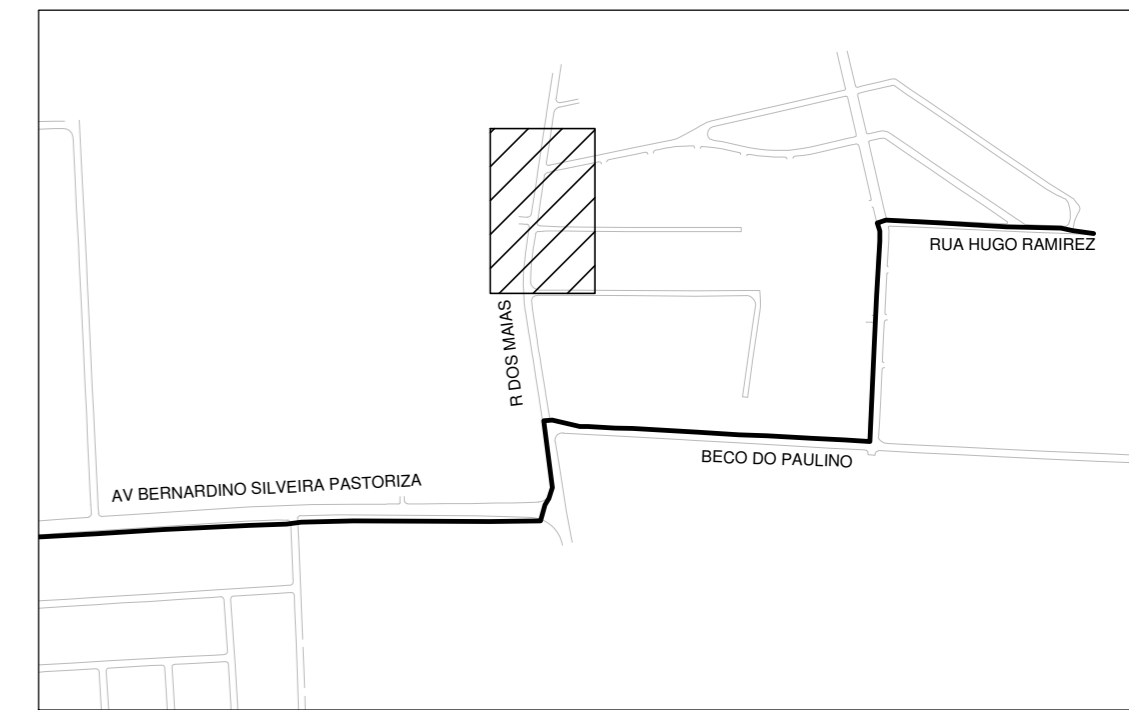 RUA HUGO RAMIREZ
R DOS MAIAS
BECO DO PAULINO
AV BERNARDINO SILVEIRA PASTORIZA